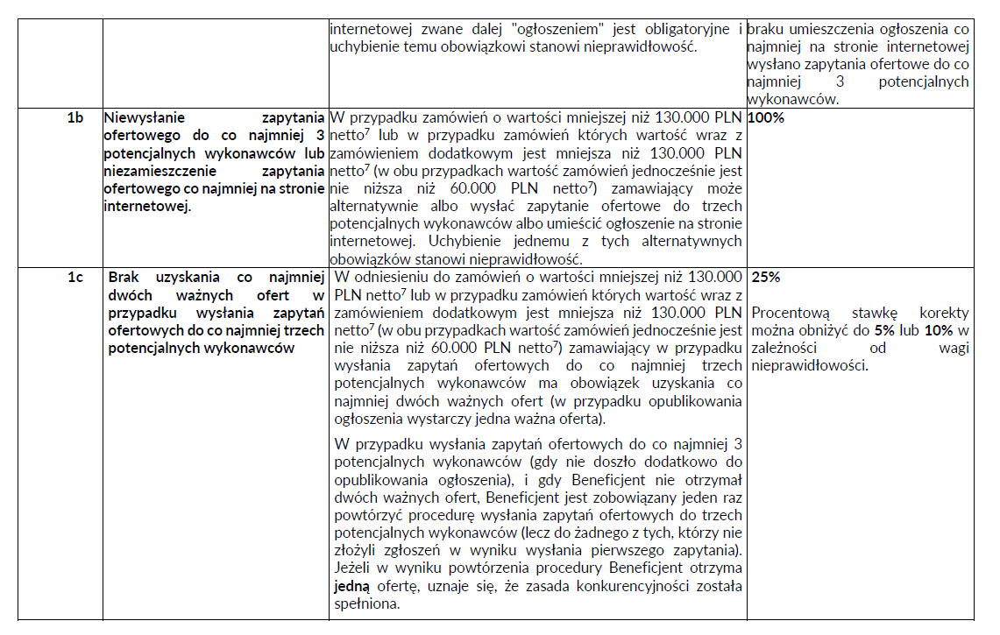 internetowej zwane dalej "ogłoszeniem" jest obligatoryjne i
uchybienie temu obowiązkowi stanowi nieprawidłowość.
braku umieszczenia ogłoszenia co
najmniej na stronie internetowej
wysłano zapytania ofertowe do co
najmniej 3 potencjalnych
wykonawców.
1b
Niewysłanie zapytania
ofertowego do co najmniej 3
potencjalnych wykonawców lub
niezamieszczenie zapytania
ofertowego co najmniej na stronie
internetowej.
W przypadku zamówień o wartości mniejszej niż 130.000 PLN
netto⁷ lub w przypadku zamówień których wartość wraz z
zamówieniem dodatkowym jest mniejsza niż 130.000 PLN
netto⁷ (w obu przypadkach wartość zamówień jednocześnie jest
nie niższa niż 60.000 PLN netto⁷) zamawiający może
alternatywnie albo wysłać zapytanie ofertowe do trzech
potencjalnych wykonawców albo umieścić ogłoszenie na stronie
internetowej. Uchybienie jednemu z tych alternatywnych
obowiązków stanowi nieprawidłowość.
100%
1c
Brak uzyskania co najmniej
dwóch ważnych ofert w
przypadku wysłania zapytań
ofertowych do co najmniej trzech
potencjalnych wykonawców
W odniesieniu do zamówień o wartości mniejszej niż 130.000
PLN netto⁷ lub w przypadku zamówień których wartość wraz z
zamówieniem dodatkowym jest mniejsza niż 130.000 PLN
netto⁷ (w obu przypadkach wartość zamówień jednocześnie jest
nie niższa niż 60.000 PLN netto⁷) zamawiający w przypadku
wysłania zapytań ofertowych do co najmniej trzech
potencjalnych wykonawców ma obowiązek uzyskania co
najmniej dwóch ważnych ofert (w przypadku opublikowania
ogłoszenia wystarczy jedna ważna oferta).
W przypadku wysłania zapytań ofertowych do co najmniej 3
potencjalnych wykonawców (gdy nie doszło dodatkowo do
opublikowania ogłoszenia), i gdy Beneficjent nie otrzymał
dwóch ważnych ofert, Beneficjent jest zobowiązany jeden raz
powtórzyć procedurę wysłania zapytań ofertowych do trzech
potencjalnych wykonawców (lecz do żadnego z tych, którzy nie
złożyli zgłoszeń w wyniku wysłania pierwszego zapytania).
Jeżeli w wyniku powtórzenia procedury Beneficjent otrzyma
jedną ofertę, uznaje się, że zasada konkurencyjności została
spełniona.
25%
Procentową stawkę korekty
można obniżyć do 5% lub 10% w
zależności od wagi
nieprawidłowości.